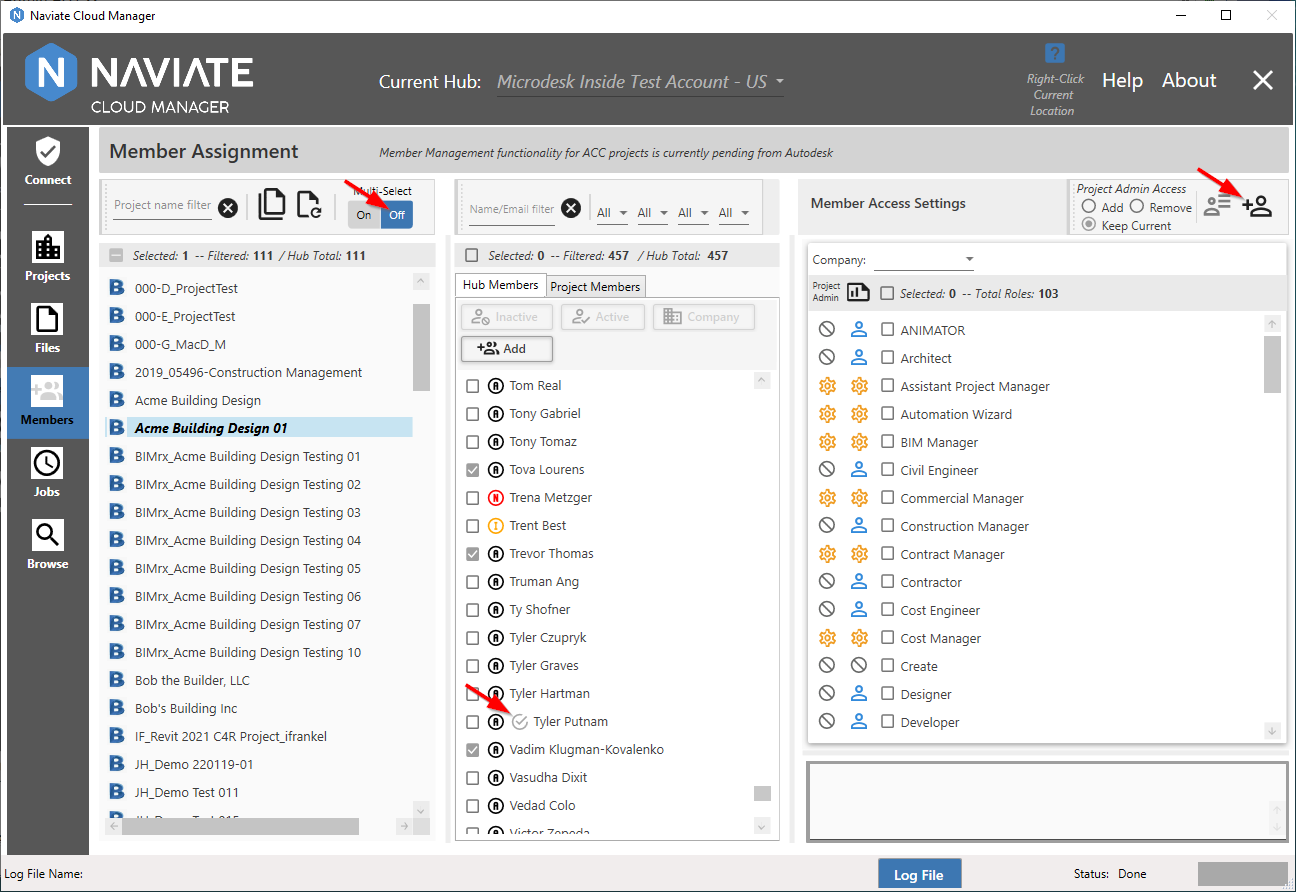 Naviate Cloud Manager
NAVIATE
CLOUD MANAGER
Current Hub: Microdesk Inside Test Account - US
Right-Click
Current
Location
Help About
Connect
Projects
Files
Members
Jobs
Browse
Member Assignment
Member Management functionality for ACC projects is currently pending from Autodesk
Project name filter
Multi-Select
On Off
Selected: 1 -- Filtered: 111 / Hub Total: 111
000-D_ProjectTest
000-E_ProjectTest
000-G_MacD_M
2019_05496-Construction Management
Acme Building Design
Acme Building Design 01
BIMrx_Acme Building Design Testing 01
BIMrx_Acme Building Design Testing 02
BIMrx_Acme Building Design Testing 03
BIMrx_Acme Building Design Testing 04
BIMrx_Acme Building Design Testing 05
BIMrx_Acme Building Design Testing 06
BIMrx_Acme Building Design Testing 07
BIMrx_Acme Building Design Testing 10
Bob the Builder, LLC
Bob's Building Inc
IF_Revit 2021 C4R Project_ifrankel
JH_Demo 220119-01
JH_Demo Test 011
Name/Email filter
All All All All
Selected: 0 -- Filtered: 457 / Hub Total: 457
Hub Members Project Members
Inactive Active Company
Add
Tom Real
Tony Gabriel
Tony Tomaz
Tova Lourens
Trena Metzger
Trent Best
Trevor Thomas
Truman Ang
Ty Shofner
Tyler Czupryk
Tyler Graves
Tyler Hartman
Tyler Putnam
Vadim Klugman-Kovalenko
Vasudha Dixit
Vedad Colo
Victor Zepeda
Member Access Settings
Project Admin Access
Add Remove
Keep Current
Company:
Project
Admin
Selected: 0 -- Total Roles: 103
ANIMATOR
Architect
Assistant Project Manager
Automation Wizard
BIM Manager
Civil Engineer
Commercial Manager
Construction Manager
Contract Manager
Contractor
Cost Engineer
Cost Manager
Create
Designer
Developer
Log File Name:
Log File
Status: Done